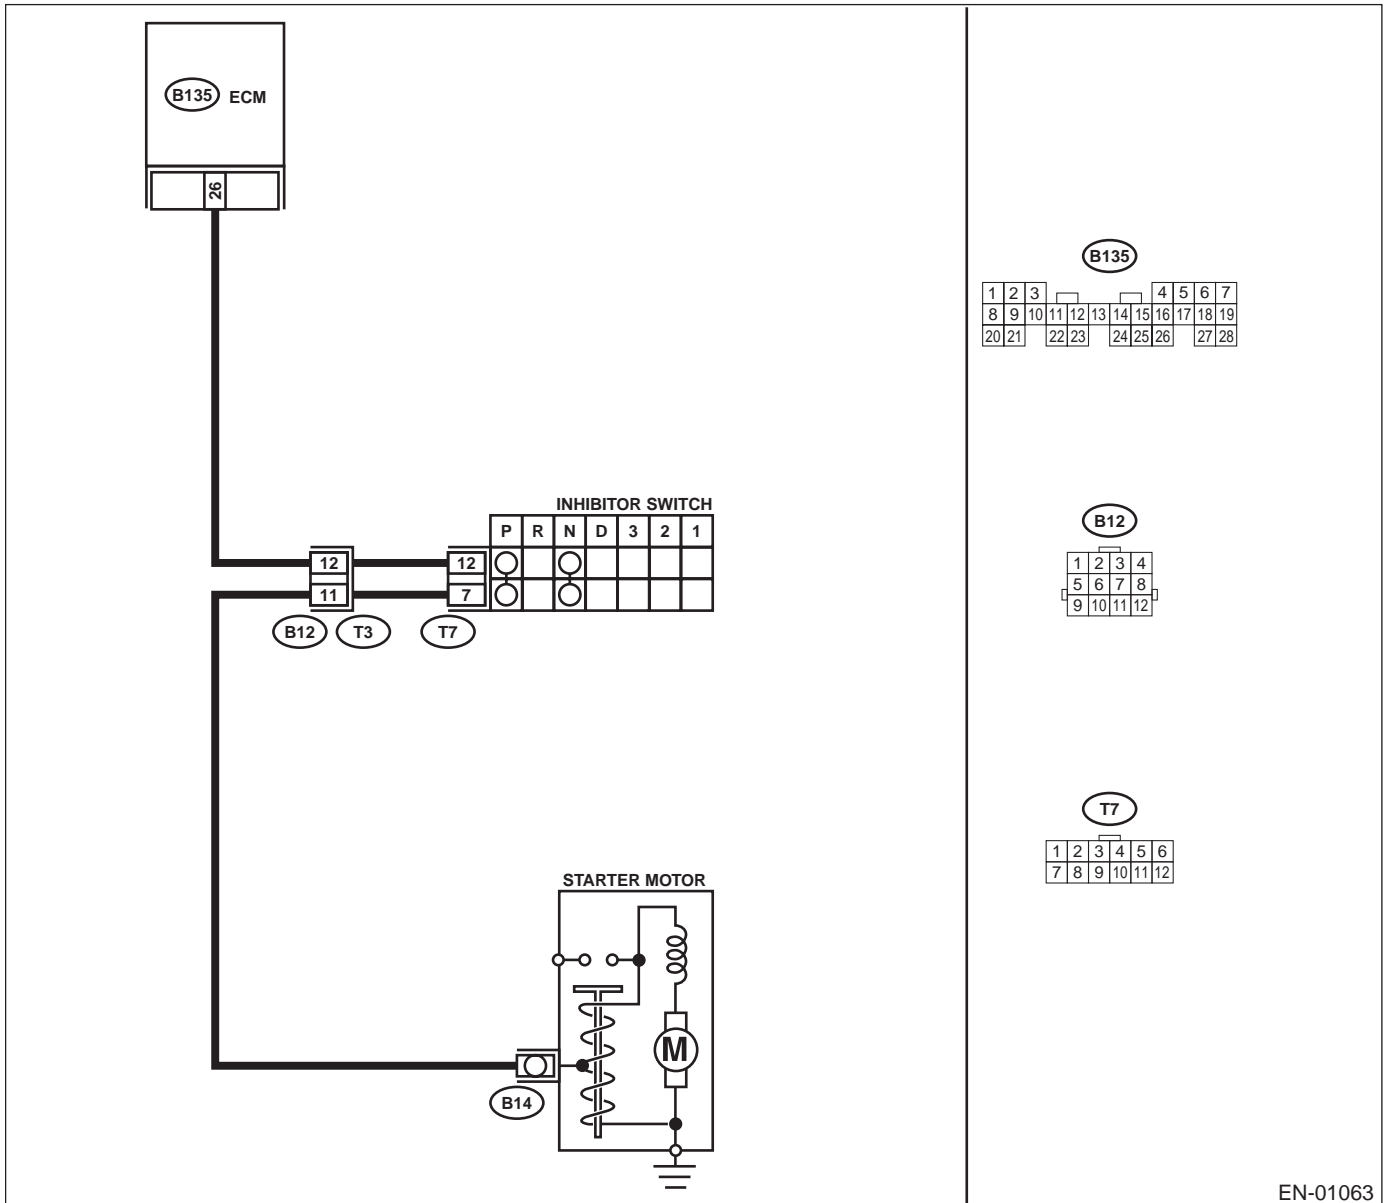 B135 ECM
26
INHIBITOR SWITCH
P R N D 3 2 1
12 12
11 7
B12 T3 T7
STARTER MOTOR
M
B14
B135
1 2 3 4 5 6 7
8 9 10 11 12 13 14 15 16 17 18 19
20 21 22 23 24 25 26 27 28
B12
1 2 3 4
5 6 7 8
9 10 11 12
T7
1 2 3 4 5 6
7 8 9 10 11 12
EN-01063